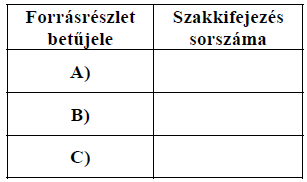 Forrásrészlet betűjele
Szakkifejezés sorszáma
A)
B)
C)